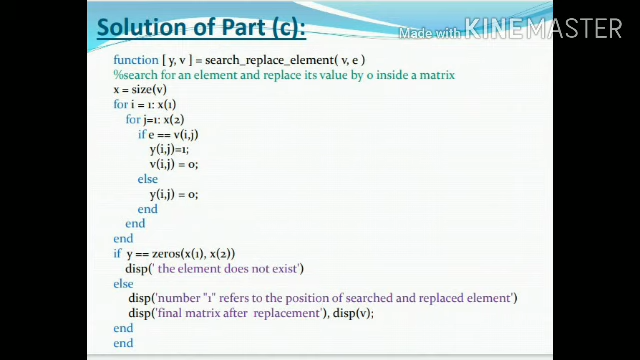 Solution of Part (c):
Made with KINEMASTER
function [ y, v ] = search_replace_element( v, e )
%search for an element and replace its value by 0 inside a matrix
x = size(v)
for i = 1: x(1)
for j=1: x(2)
if e == v(i,j)
y(i,j)=1;
v(i,j) = 0;
else
y(i,j) = 0;
end
end
end
if y == zeros(x(1), x(2))
disp(' the element does not exist')
else
disp('number "1" refers to the position of searched and replaced element')
disp('final matrix after replacement'), disp(v);
end
end